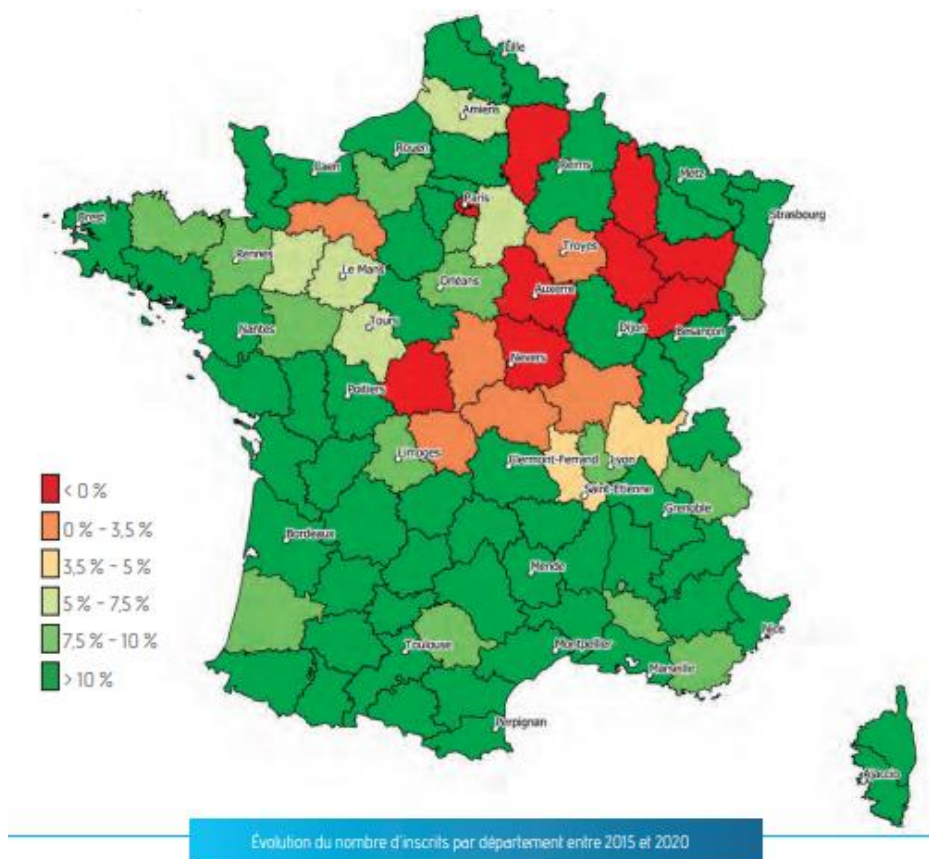 Lille
Amiens
Rouen
Caen
Reims
Metz
Paris
Strasbourg
Brest
Rennes
Le Mans
Troyes
Orléans
Auxerre
Nantes
Tours
Dijon
Besançon
Nevers
Poitiers
Limoges
Clermont-Ferrand
Lyon
Saint-Etienne
Grenoble
Bordeaux
Mende
Toulouse
Montpellier
Nice
Marseille
Perpignan
Ajaccio
< 0 %
0 % - 3,5 %
3,5 % - 5 %
5 % - 7,5 %
7,5 % - 10 %
> 10 %
Évolution du nombre d'inscrits par département entre 2015 et 2020